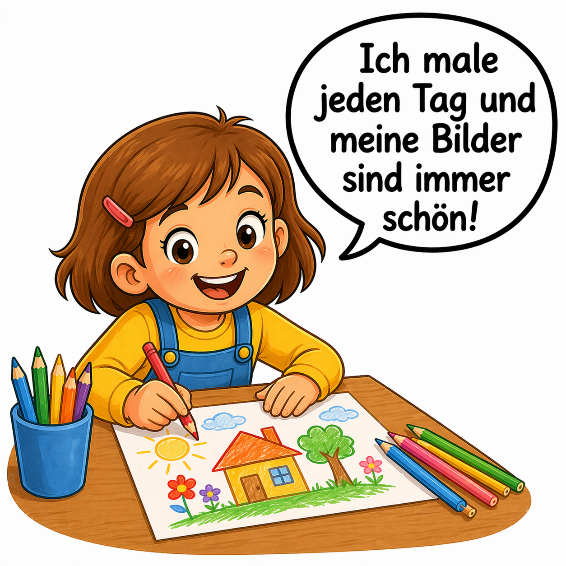 Ich male
jeden Tag und
meine Bilder
sind immer
schön!